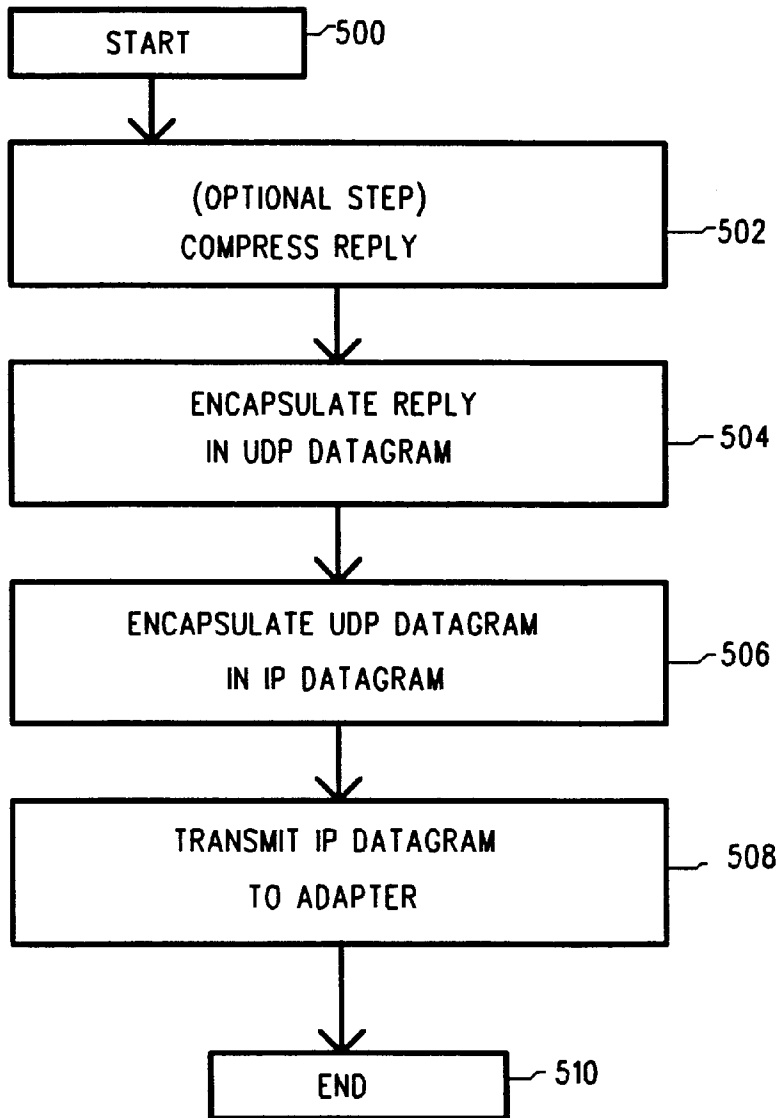 START
500
(OPTIONAL STEP)
COMPRESS REPLY
502
ENCAPSULATE REPLY
IN UDP DATAGRAM
504
ENCAPSULATE UDP DATAGRAM
IN IP DATAGRAM
506
TRANSMIT IP DATAGRAM
TO ADAPTER
508
END
510